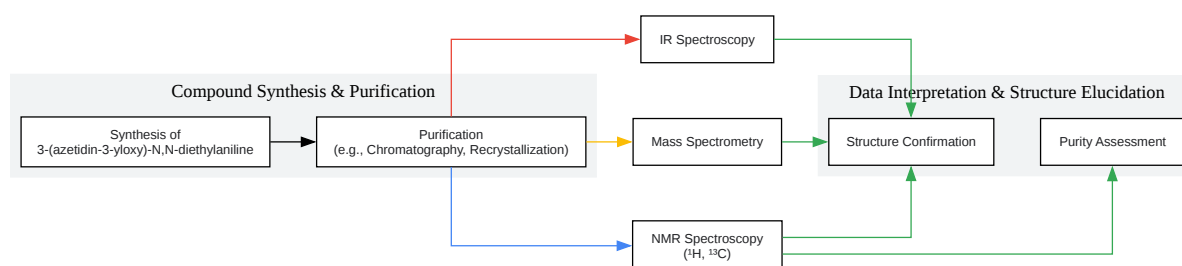 IR Spectroscopy
Compound Synthesis & Purification
Data Interpretation & Structure Elucidation
Synthesis of
3-(azetidin-3-yloxy)-N,N-diethylaniline
Purification
(e.g., Chromatography, Recrystallization)
Mass Spectrometry
Structure Confirmation
Purity Assessment
NMR Spectroscopy
(¹H, ¹³C)